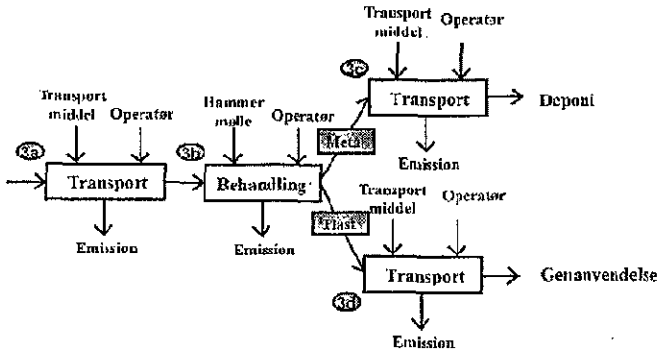 Transport
middel
Operatør
3c
Transport
Deponi
Emission
Transport
middel
Operatør
3a
Transport
Emission
Hammer
mølle
Operatør
3b
Behandling
Emission
Metal
Plast
Transport
middel
Operatør
3d
Transport
Genanvendelse
Emission